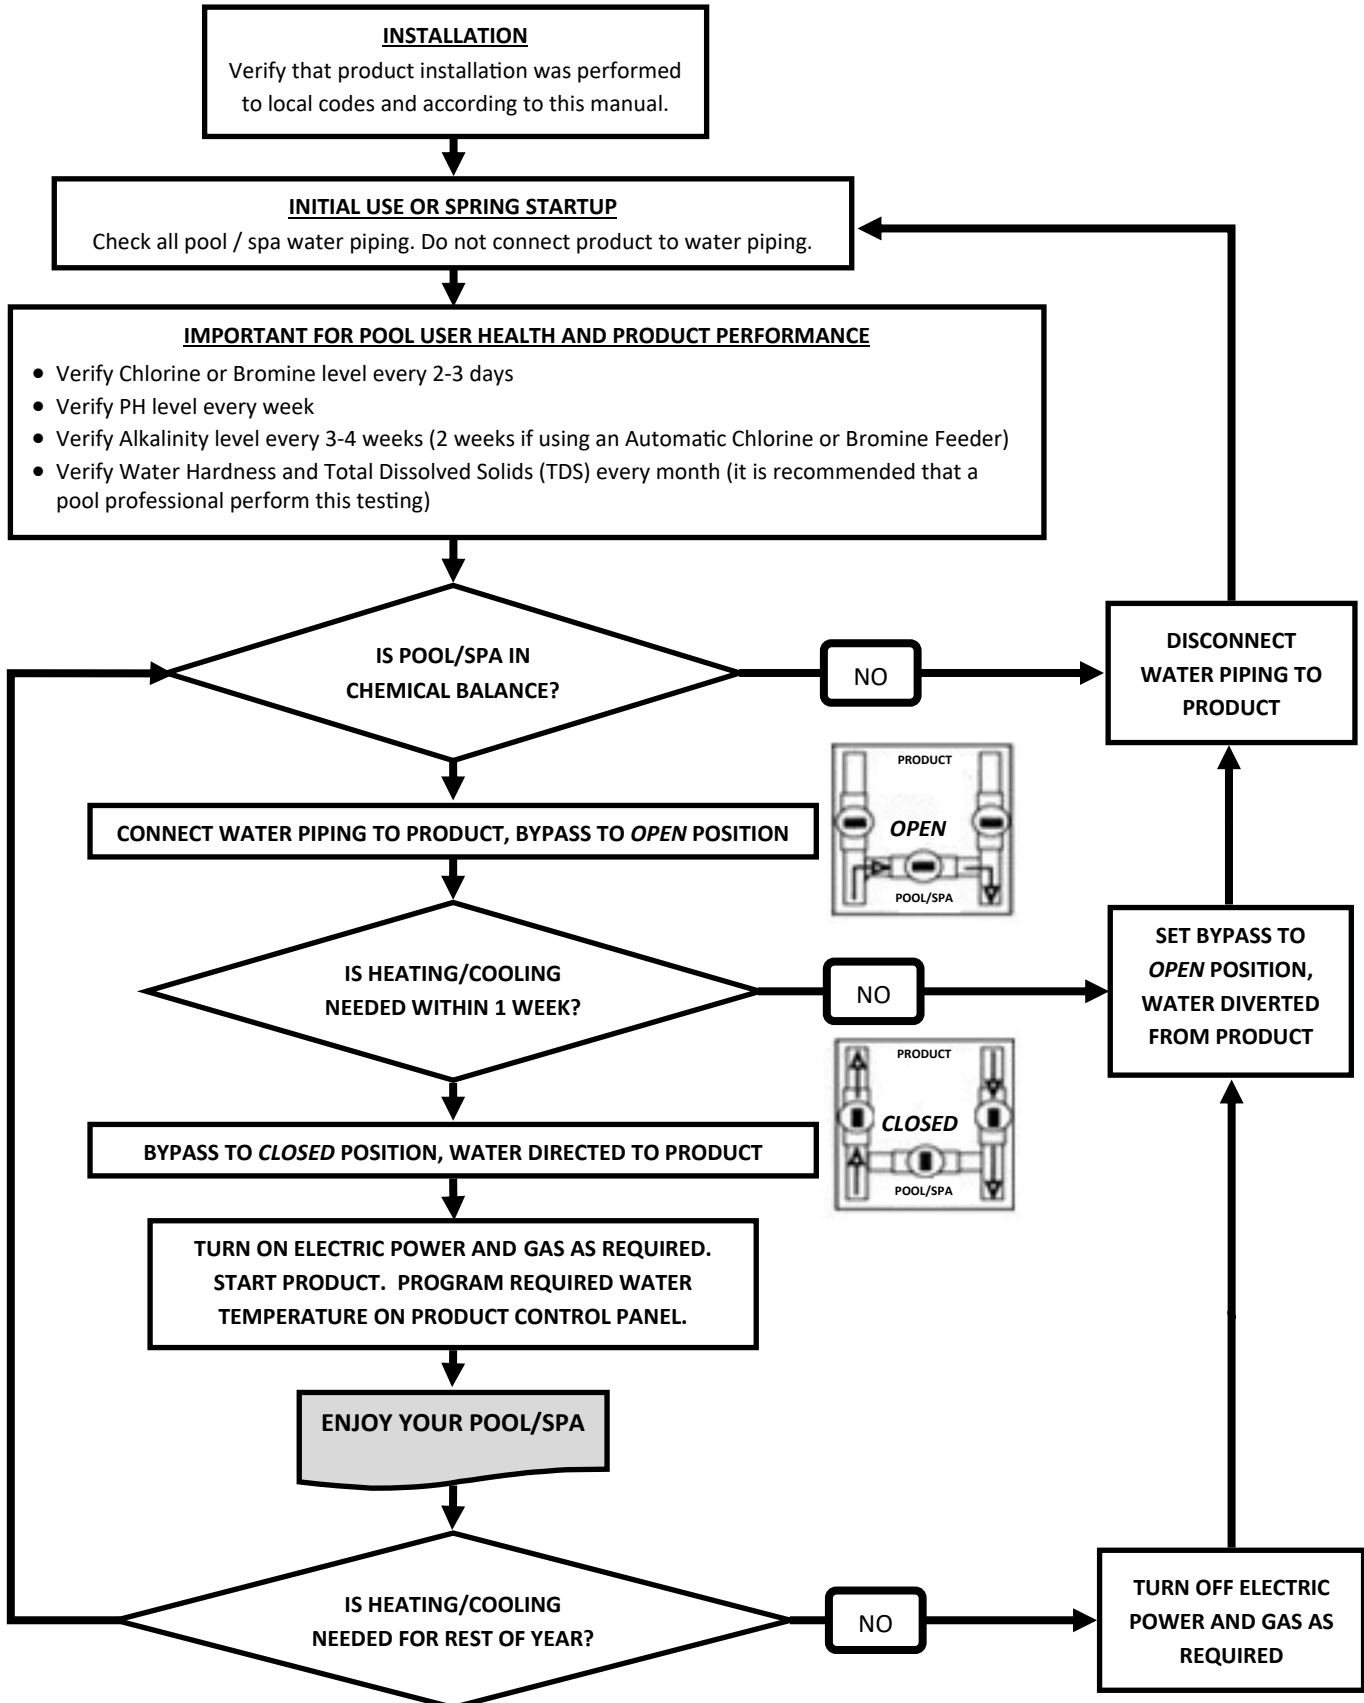 INSTALLATION
Verify that product installation was performed
to local codes and according to this manual.
INITIAL USE OR SPRING STARTUP
Check all pool / spa water piping. Do not connect product to water piping.
IMPORTANT FOR POOL USER HEALTH AND PRODUCT PERFORMANCE
• Verify Chlorine or Bromine level every 2-3 days
• Verify PH level every week
• Verify Alkalinity level every 3-4 weeks (2 weeks if using an Automatic Chlorine or Bromine Feeder)
• Verify Water Hardness and Total Dissolved Solids (TDS) every month (it is recommended that a
pool professional perform this testing)
IS POOL/SPA IN
CHEMICAL BALANCE?
NO
DISCONNECT
WATER PIPING TO
PRODUCT
CONNECT WATER PIPING TO PRODUCT, BYPASS TO OPEN POSITION
PRODUCT
OPEN
POOL/SPA
IS HEATING/COOLING
NEEDED WITHIN 1 WEEK?
NO
SET BYPASS TO
OPEN POSITION,
WATER DIVERTED
FROM PRODUCT
BYPASS TO CLOSED POSITION, WATER DIRECTED TO PRODUCT
PRODUCT
CLOSED
POOL/SPA
TURN ON ELECTRIC POWER AND GAS AS REQUIRED.
START PRODUCT. PROGRAM REQUIRED WATER
TEMPERATURE ON PRODUCT CONTROL PANEL.
ENJOY YOUR POOL/SPA
IS HEATING/COOLING
NEEDED FOR REST OF YEAR?
NO
TURN OFF ELECTRIC
POWER AND GAS AS
REQUIRED